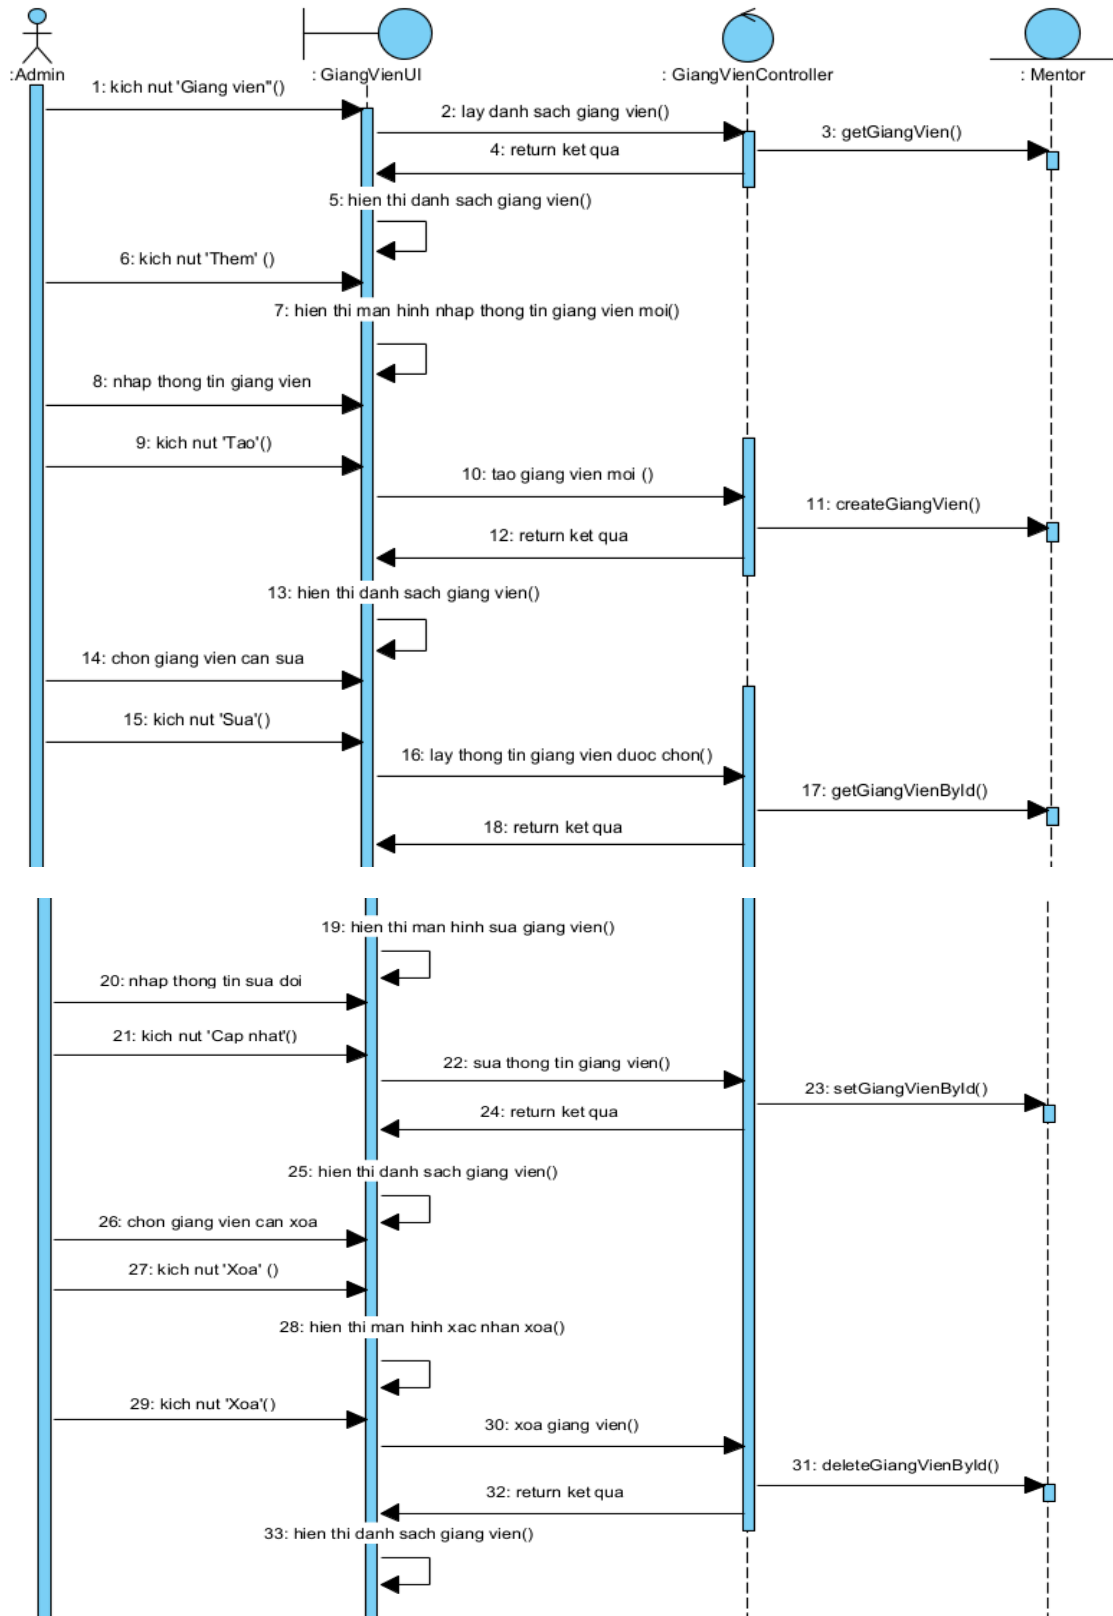 :Admin
: GiangVienUI
: GiangVienController
: Mentor
1: kich nut 'Giang vien"()
2: lay danh sach giang vien()
3: getGiangVien()
4: return ket qua
5: hien thi danh sach giang vien()
6: kich nut 'Them' ()
7: hien thi man hinh nhap thong tin giang vien moi()
8: nhap thong tin giang vien
9: kich nut 'Tao'()
10: tao giang vien moi ()
11: createGiangVien()
12: return ket qua
13: hien thi danh sach giang vien()
14: chon giang vien can sua
15: kich nut 'Sua'()
16: lay thong tin giang vien duoc chon()
17: getGiangVienById()
18: return ket qua
19: hien thi man hinh sua giang vien()
20: nhap thong tin sua doi
21: kich nut 'Cap nhat'()
22: sua thong tin giang vien()
23: setGiangVienById()
24: return ket qua
25: hien thi danh sach giang vien()
26: chon giang vien can xoa
27: kich nut 'Xoa' ()
28: hien thi man hinh xac nhan xoa()
29: kich nut 'Xoa'()
30: xoa giang vien()
31: deleteGiangVienById()
32: return ket qua
33: hien thi danh sach giang vien()